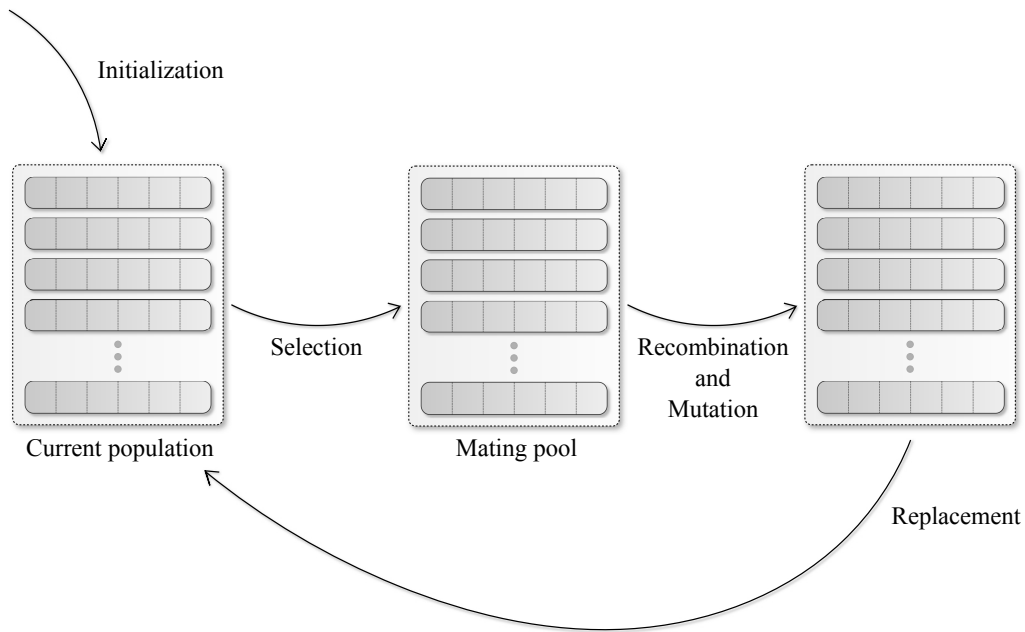 Initialization
Selection
Recombination
and
Mutation
Current population
Mating pool
Replacement